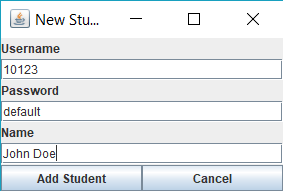 New Stu...
Username
10123
Password
default
Name
John Doe
Add Student Cancel